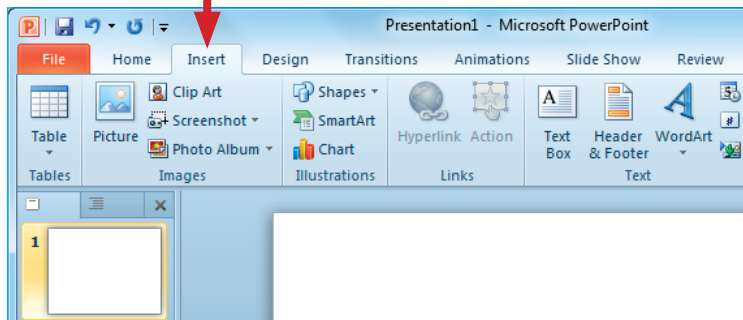 Presentation1 - Microsoft PowerPoint
File Home Insert Design Transitions Animations Slide Show Review
Table
Tables
Picture
Clip Art
Screenshot
Photo Album
Images
Shapes
SmartArt
Chart
Illustrations
Hyperlink Action
Links
Text
Box
Header
& Footer
WordArt
Text
1